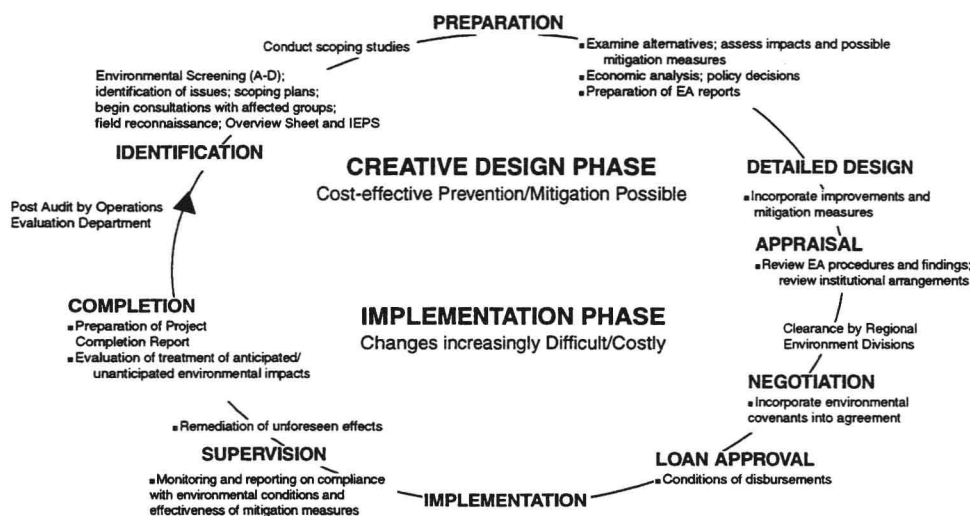 PREPARATION
Conduct scoping studies
▪Examine alternatives; assess impacts and possible
mitigation measures
▪Economic analysis; policy decisions
▪Preparation of EA reports
Environmental Screening (A-D);
identification of issues; scoping plans;
begin consultations with affected groups;
field reconnaissance; Overview Sheet and IEPS
IDENTIFICATION
CREATIVE DESIGN PHASE
Cost-effective Prevention/Mitigation Possible
DETAILED DESIGN
▪Incorporate improvements and
mitigation measures
Post Audit by Operations
Evaluation Department
APPRAISAL
▪Review EA procedures and findings;
review institutional arrangements
COMPLETION
▪Preparation of Project
Completion Report
▪Evaluation of treatment of anticipated/
unanticipated environmental impacts
IMPLEMENTATION PHASE
Changes increasingly Difficult/Costly
Clearance by Regional
Environment Divisions
NEGOTIATION
▪Incorporate environmental
covenants into agreement
▪Remediation of unforeseen effects
SUPERVISION
▪Monitoring and reporting on compliance
with environmental conditions and
effectiveness of mitigation measures
LOAN APPROVAL
▪Conditions of disbursements
IMPLEMENTATION